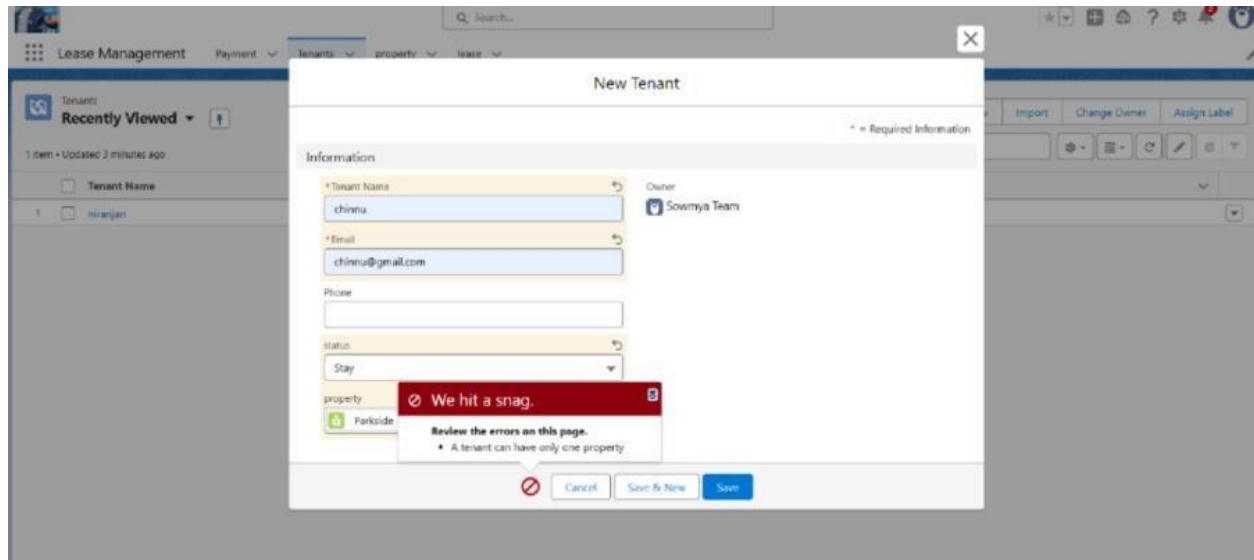 Search...
Lease Management Payment Tenants property lease
New Tenant
Tenants
Recently Viewed
Import Change Owner Assign Label
* = Required Information
1 item • Updated 3 minutes ago
Information
Tenant Name
*Tenant Name
Owner
chinnu
Sowmya Team
1 niranjan
*Email
chinnu@gmail.com
Phone
status
Stay
property
We hit a snag.
Parkside
Review the errors on this page.
• A tenant can have only one property
Cancel Save & New Save